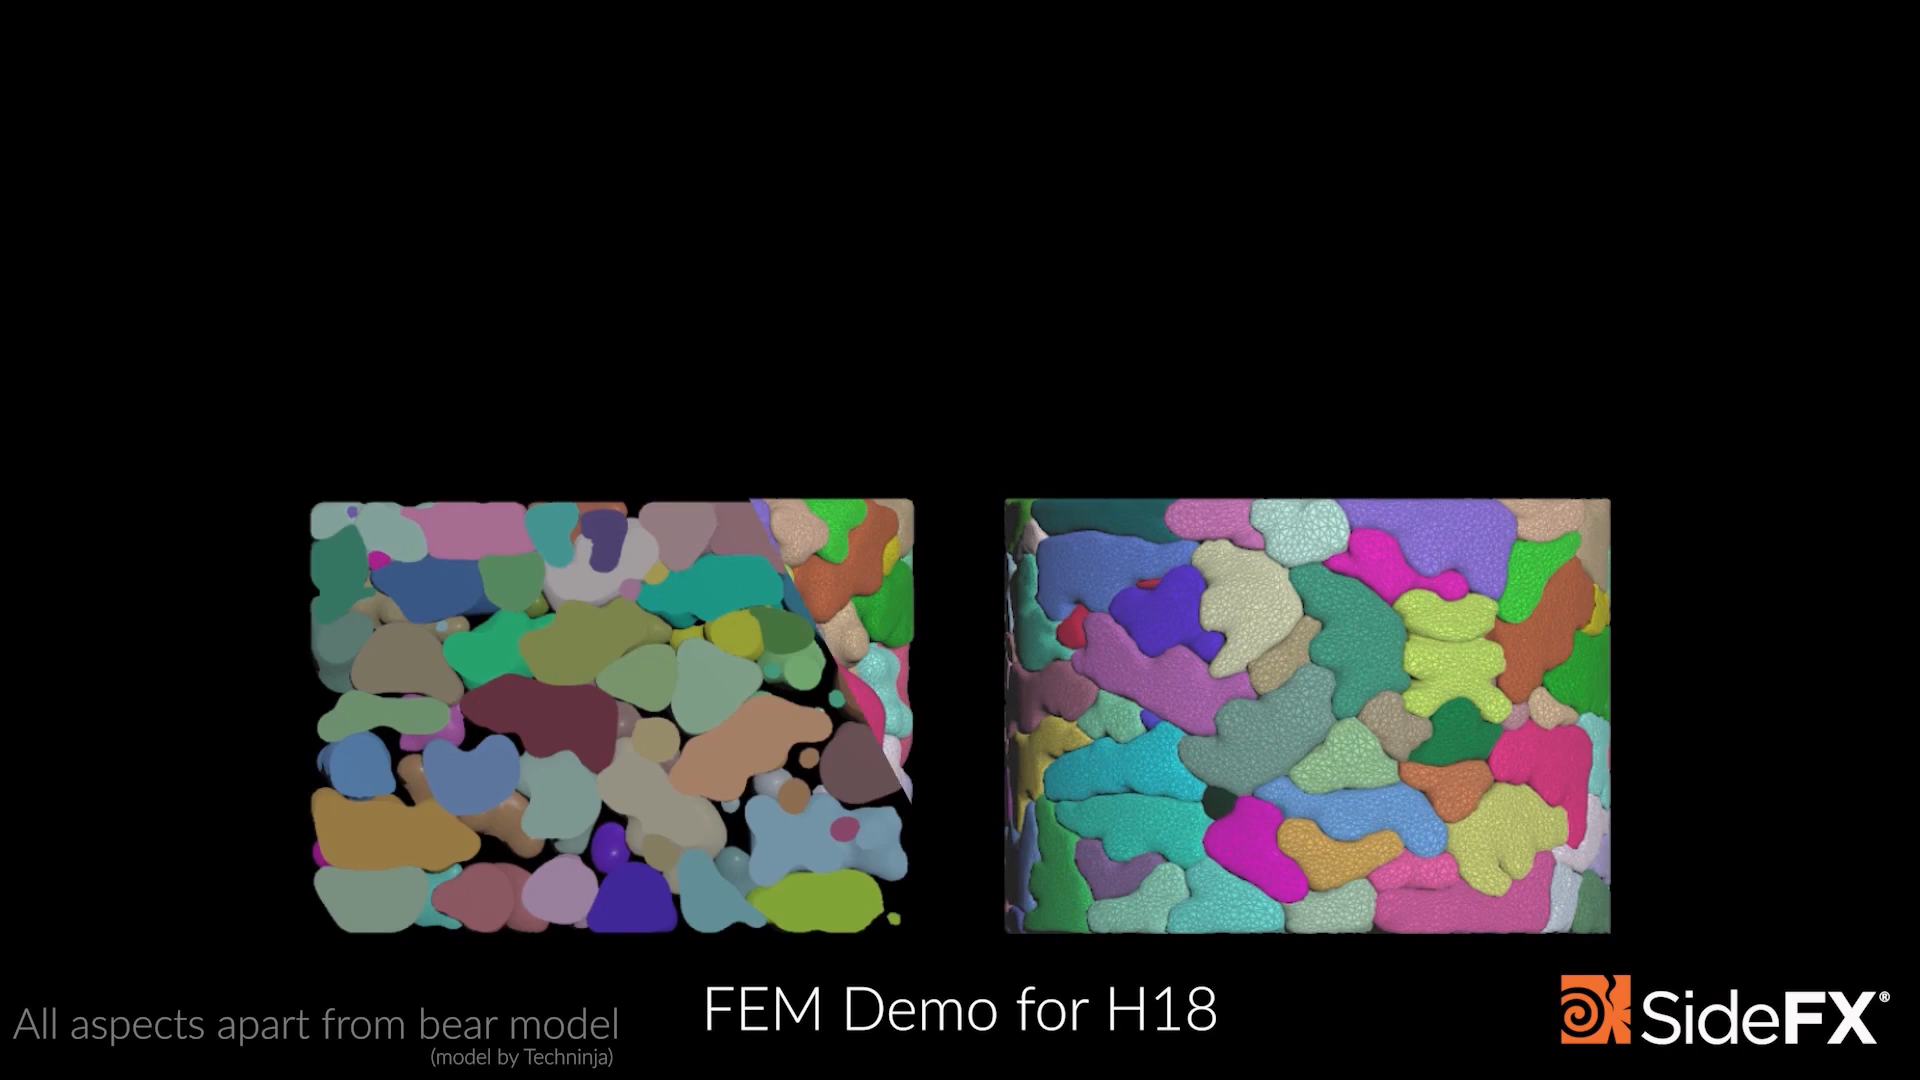 All aspects apart from bear model
(model by Techninja)
FEM Demo for H18
SideFX®